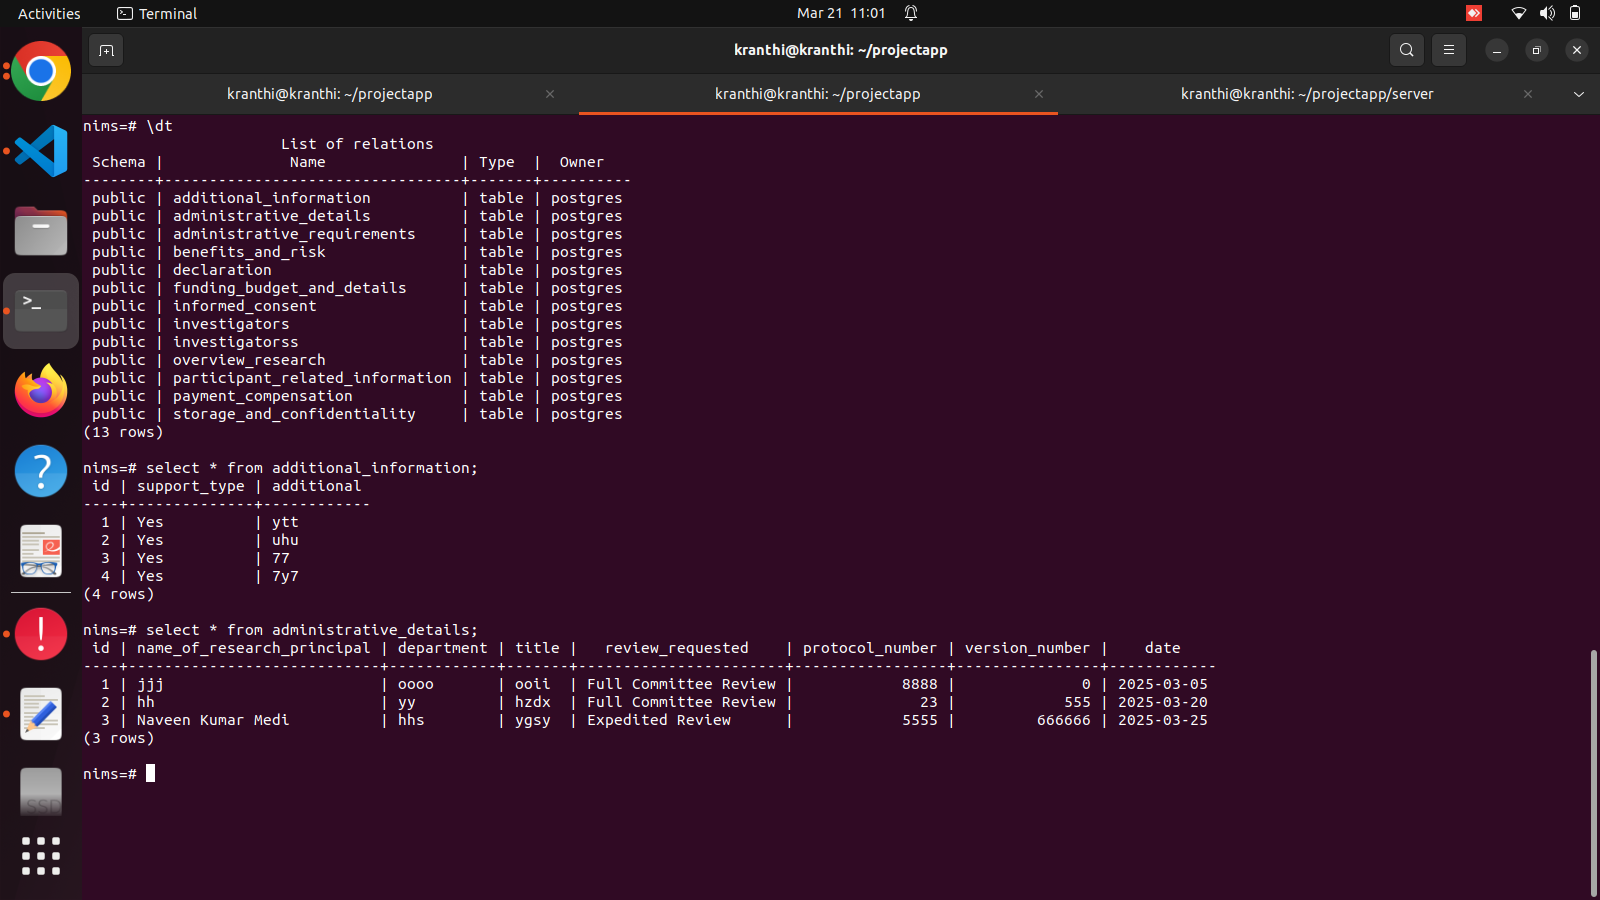 Activities Terminal Mar 21 11:01
kranthi@kranthi: ~/projectapp
kranthi@kranthi: ~/projectapp × kranthi@kranthi: ~/projectapp × kranthi@kranthi: ~/projectapp/server ×
nims=# \dt
                      List of relations
 Schema |              Name               | Type  |  Owner
--------+---------------------------------+-------+----------
 public | additional_information          | table | postgres
 public | administrative_details          | table | postgres
 public | administrative_requirements     | table | postgres
 public | benefits_and_risk               | table | postgres
 public | declaration                     | table | postgres
 public | funding_budget_and_details      | table | postgres
 public | informed_consent                | table | postgres
 public | investigators                   | table | postgres
 public | investigatorss                  | table | postgres
 public | overview_research               | table | postgres
 public | participant_related_information | table | postgres
 public | payment_compensation            | table | postgres
 public | storage_and_confidentiality     | table | postgres
(13 rows)
nims=# select * from additional_information;
 id | support_type | additional
----+--------------+------------
  1 | Yes          | ytt
  2 | Yes          | uhu
  3 | Yes          | 77
  4 | Yes          | 7y7
(4 rows)
nims=# select * from administrative_details;
 id | name_of_research_principal | department | title |   review_requested    | protocol_number | version_number |    date
----+----------------------------+------------+-------+-----------------------+-----------------+----------------+------------
  1 | jjj                        | oooo       | ooii  | Full Committee Review |            8888 |              0 | 2025-03-05
  2 | hh                         | yy         | hzdx  | Full Committee Review |              23 |            555 | 2025-03-20
  3 | Naveen Kumar Medi          | hhs        | ygsy  | Expedited Review      |            5555 |         666666 | 2025-03-25
(3 rows)
nims=#
SSD